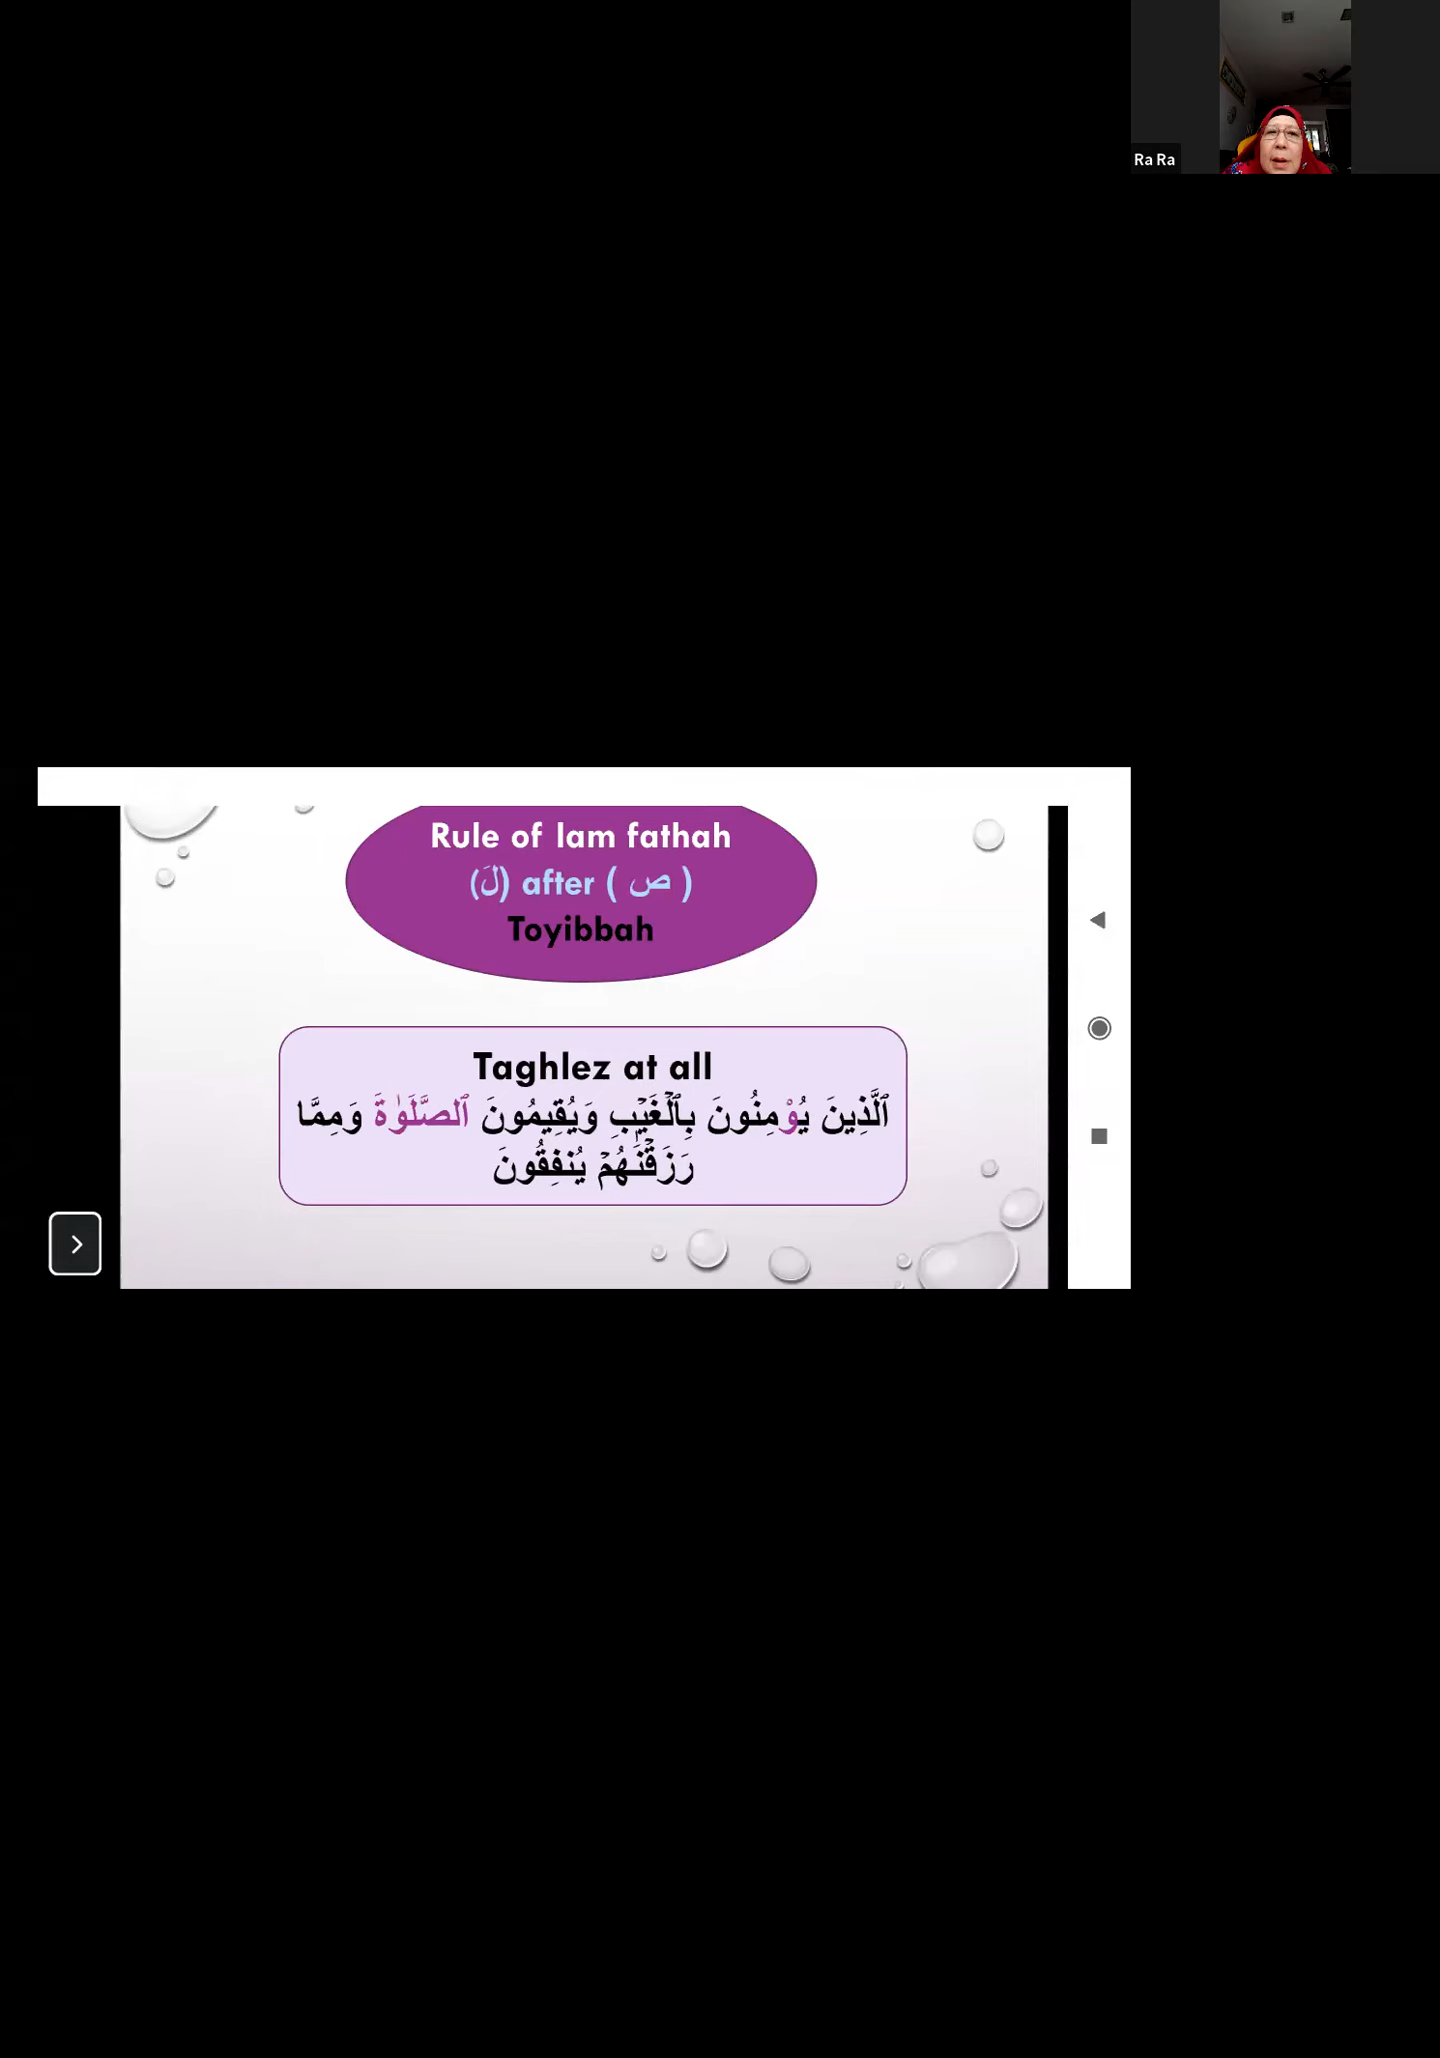 Ra Ra
Rule of lam fathah
(لَ) after ( ص )
Toyibbah
Taghlez at all
ٱلَّذِينَ يُوْمِنُونَ بِٱلْغَيْبِ وَيُقِيمُونَ ٱلصَّلَوٰةَ وَمِمَّا
رَزَقْنَٰهُمْ يُنفِقُونَ